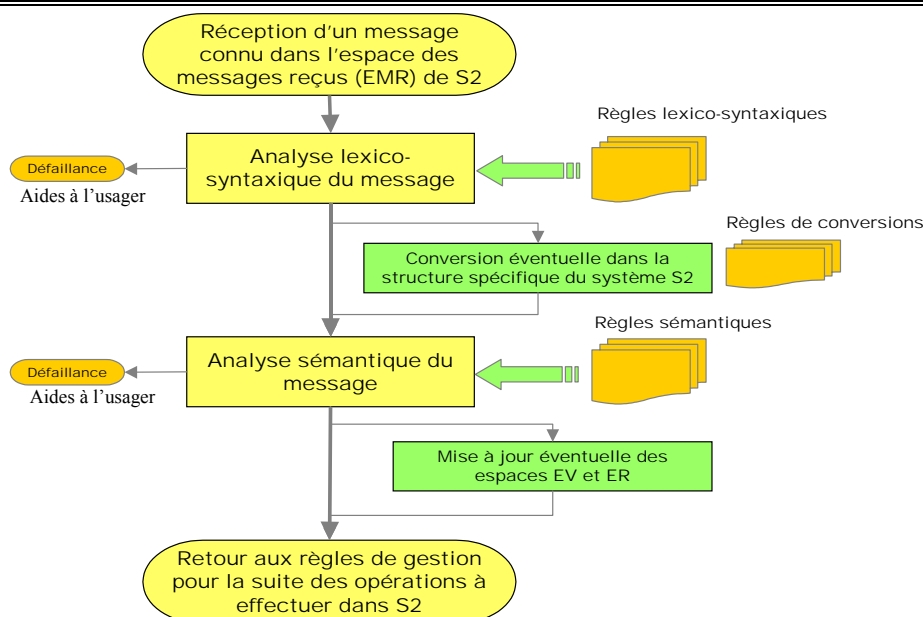 Réception d'un message
connu dans l'espace des
messages reçus (EMR) de S2
Règles lexico-syntaxiques
Analyse lexico-
syntaxique du message
Défaillance
Aides à l'usager
Règles de conversions
Conversion éventuelle dans la
structure spécifique du système S2
Règles sémantiques
Analyse sémantique du
message
Défaillance
Aides à l'usager
Mise à jour éventuelle des
espaces EV et ER
Retour aux règles de gestion
pour la suite des opérations à
effectuer dans S2